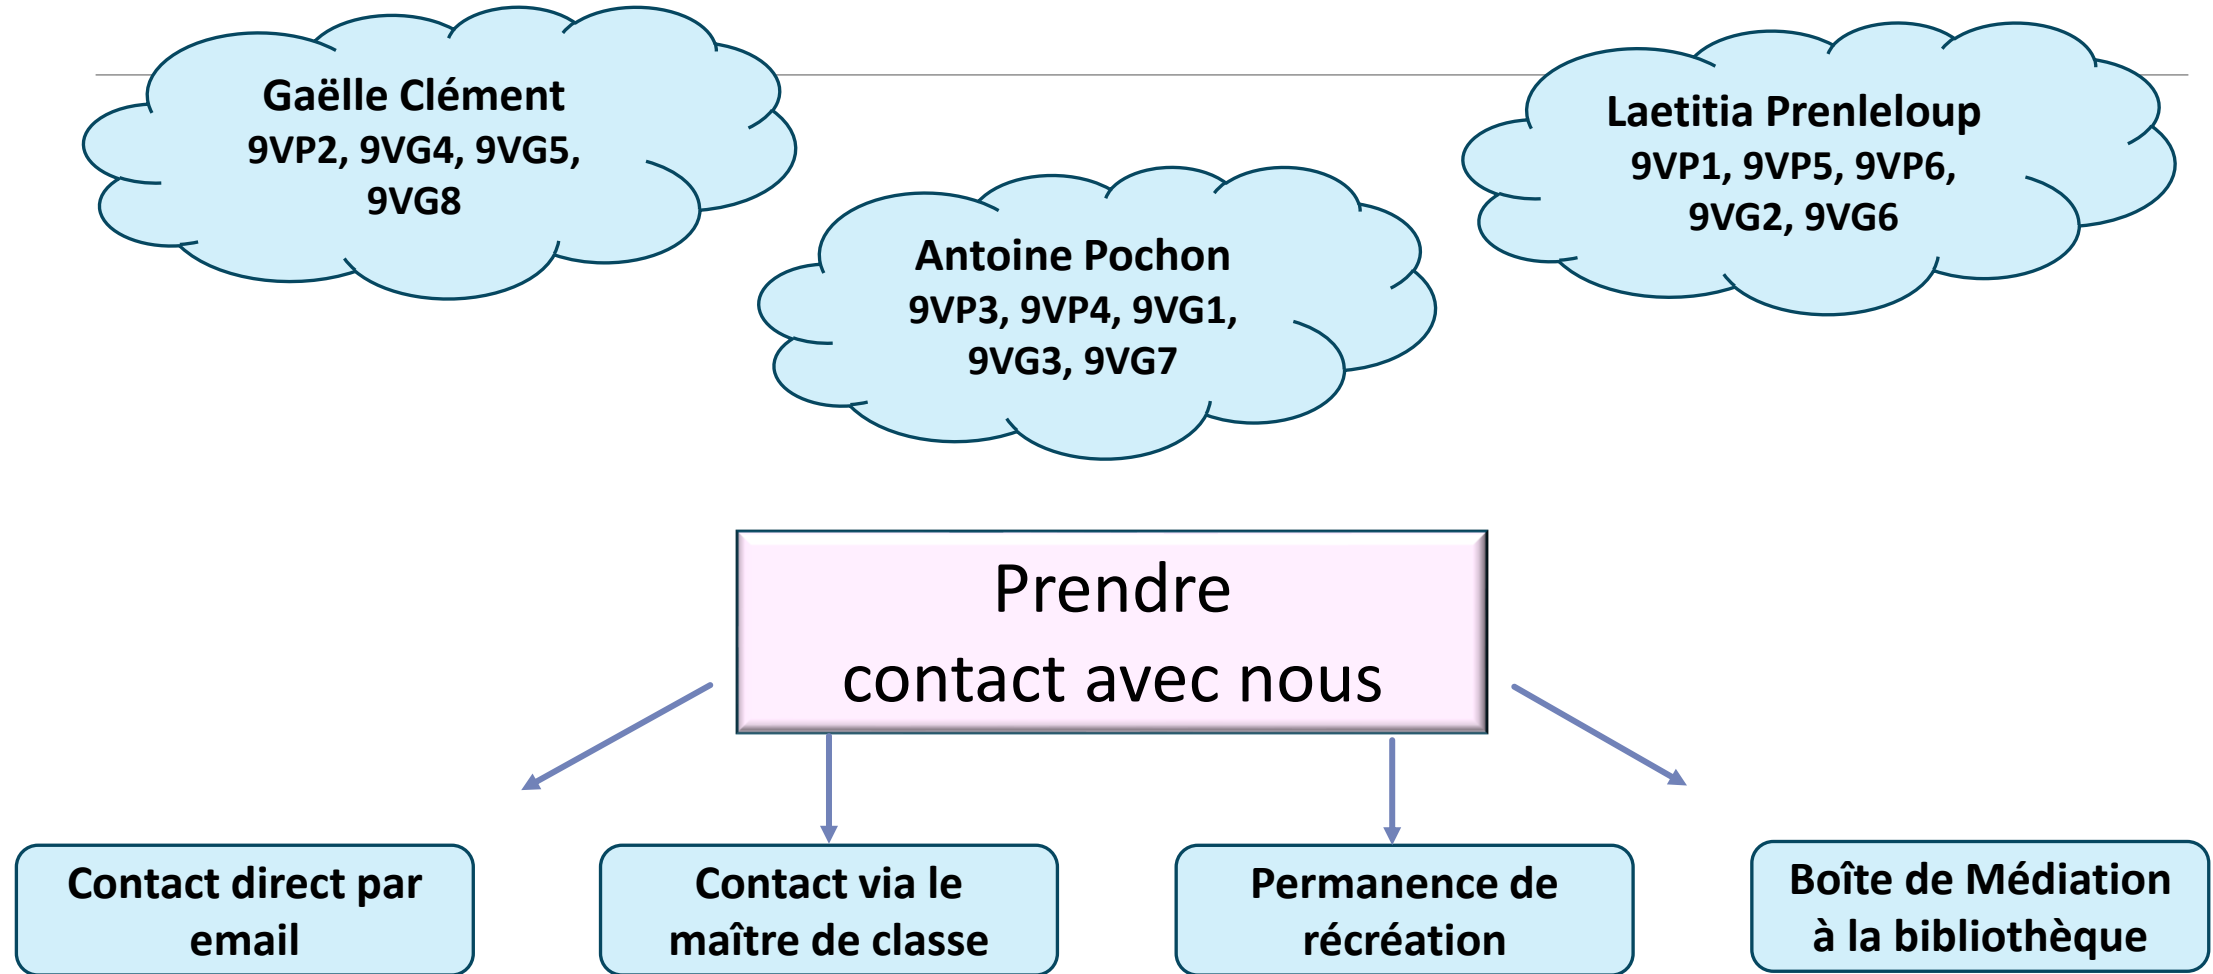 Gaëlle Clément
9VP2, 9VG4, 9VG5,
9VG8
Laetitia Prenleloup
9VP1, 9VP5, 9VP6,
9VG2, 9VG6
Antoine Pochon
9VP3, 9VP4, 9VG1,
9VG3, 9VG7
Prendre
contact avec nous
Contact direct par
email
Contact via le
maître de classe
Permanence de
récréation
Boîte de Médiation
à la bibliothèque